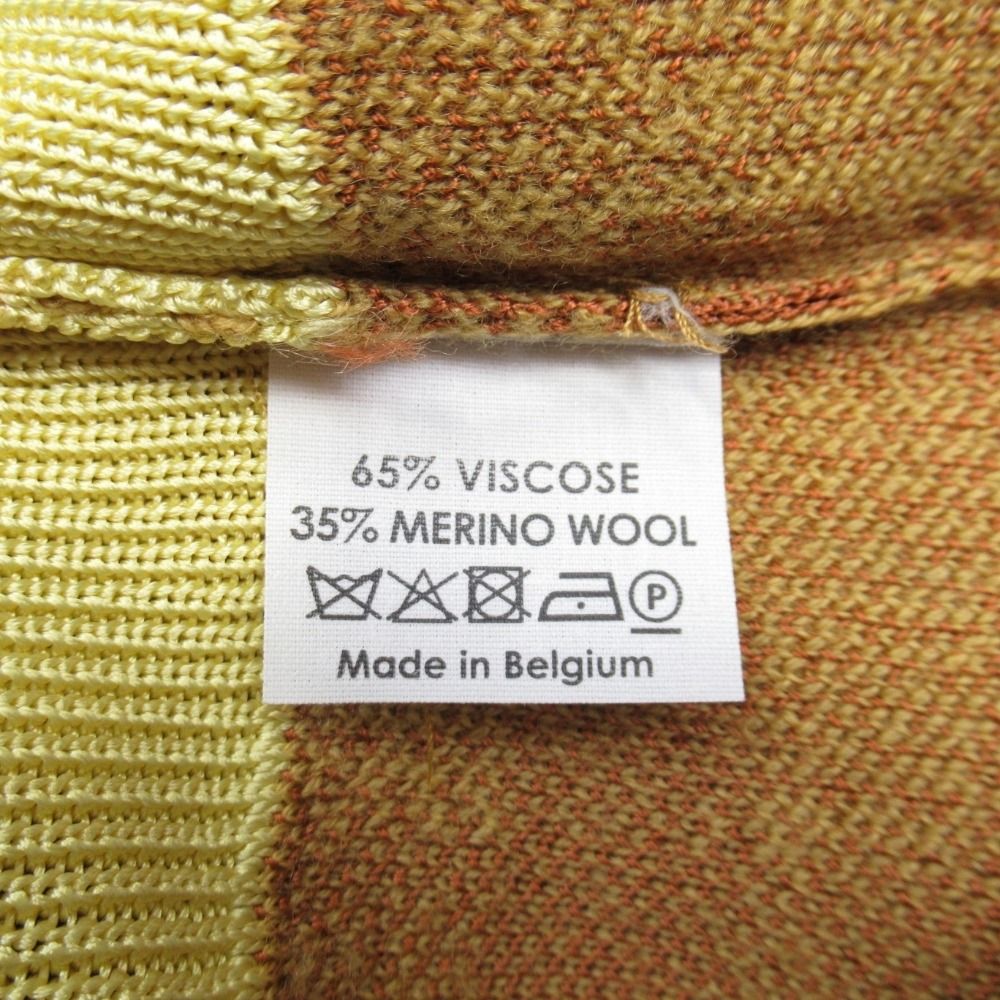 65% VISCOSE
35% MERINO WOOL
P
Made in Belgium